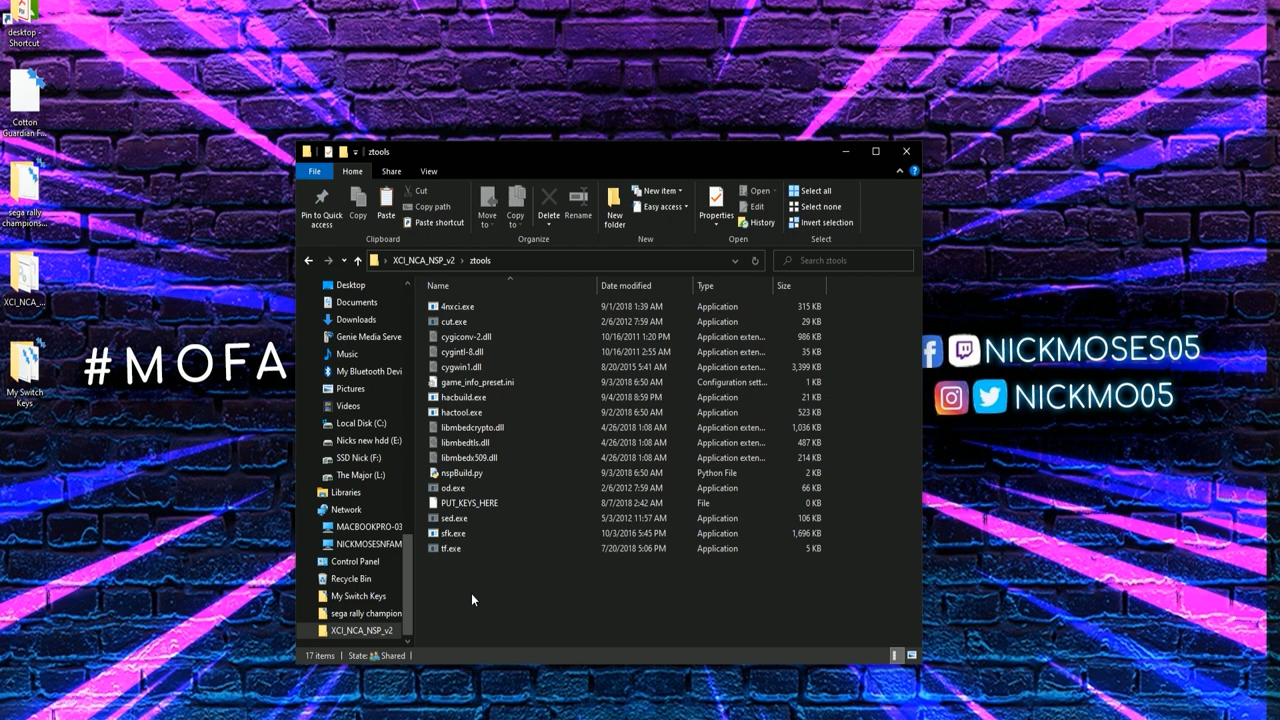 desktop -
Shortcut
Cotton
Guardian F...
sega rally
champions...
XCI_NCA_...
My Switch
Keys
#MOFA
NICKMOSES05
NICKMO05
ztools
File Home Share View
Pin to Quick
access
Copy
Paste
Cut
Copy path
Paste shortcut
Clipboard
Move
to
Copy
to
Delete
Rename
Organize
New
folder
New item
Easy access
New
Properties
Open
Edit
History
Open
Select all
Select none
Invert selection
Select
XCI_NCA_NSP_v2 > ztools
Search ztools
Desktop
Documents
Downloads
Genie Media Serve
Music
My Bluetooth Devi
Pictures
Videos
Local Disk (C:)
Nicks new hdd (E:)
SSD Nick (F:)
The Major (L:)
Libraries
Network
MACBOOKPRO-03
NICKMOSESNFAM
Control Panel
Recycle Bin
My Switch Keys
sega rally champion
XCI_NCA_NSP_v2
Name Date modified Type Size
4nxci.exe 9/1/2018 1:39 AM Application 315 KB
cut.exe 2/6/2012 7:59 AM Application 29 KB
cygiconv-2.dll 10/16/2011 1:20 PM Application exten... 986 KB
cygintl-8.dll 10/16/2011 2:55 AM Application exten... 35 KB
cygwin1.dll 8/20/2015 5:41 AM Application exten... 3,399 KB
game_info_preset.ini 9/3/2018 6:50 AM Configuration sett... 1 KB
hacbuild.exe 9/4/2018 8:59 PM Application 21 KB
hactool.exe 9/2/2018 6:50 AM Application 523 KB
libmbedcrypto.dll 4/26/2018 1:08 AM Application exten... 1,036 KB
libmbedtls.dll 4/26/2018 1:08 AM Application exten... 487 KB
libmbedx509.dll 4/26/2018 1:08 AM Application exten... 214 KB
nspBuild.py 9/3/2018 6:50 AM Python File 2 KB
od.exe 2/6/2012 7:59 AM Application 66 KB
PUT_KEYS_HERE 8/7/2018 2:42 AM File 0 KB
sed.exe 5/3/2012 11:57 AM Application 106 KB
sfk.exe 10/3/2016 5:45 PM Application 1,696 KB
tf.exe 7/20/2018 5:06 PM Application 5 KB
17 items State: Shared